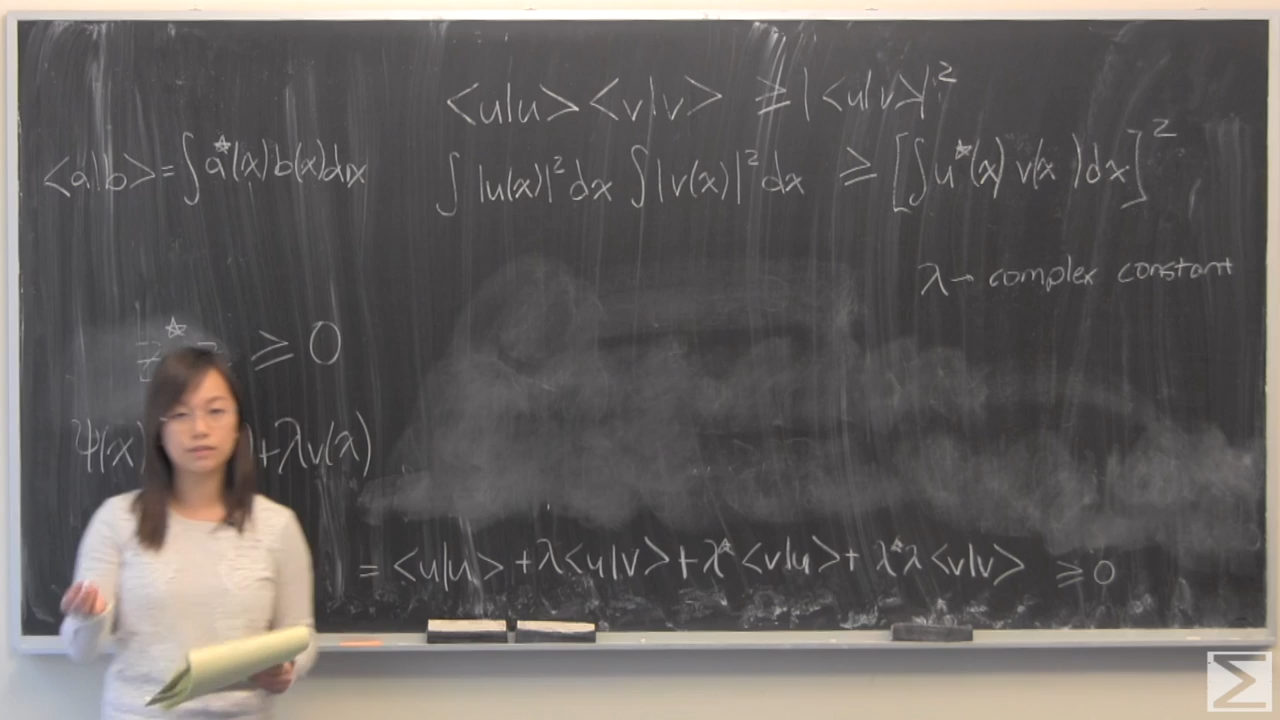 <u|u> <v|v> ≥ |<u|v>|²
<a|b> = ∫a*(x)b(x)dx
∫|u(x)|²dx ∫|v(x)|²dx ≥ [∫u*(x) v(x )dx]²
λ → complex constant
z* ≥ 0
ψ(x) +λv(x)
= <u|u> + λ<u|v> + λ*<v|u> + λ*λ<v|v> ≥ 0
Σ